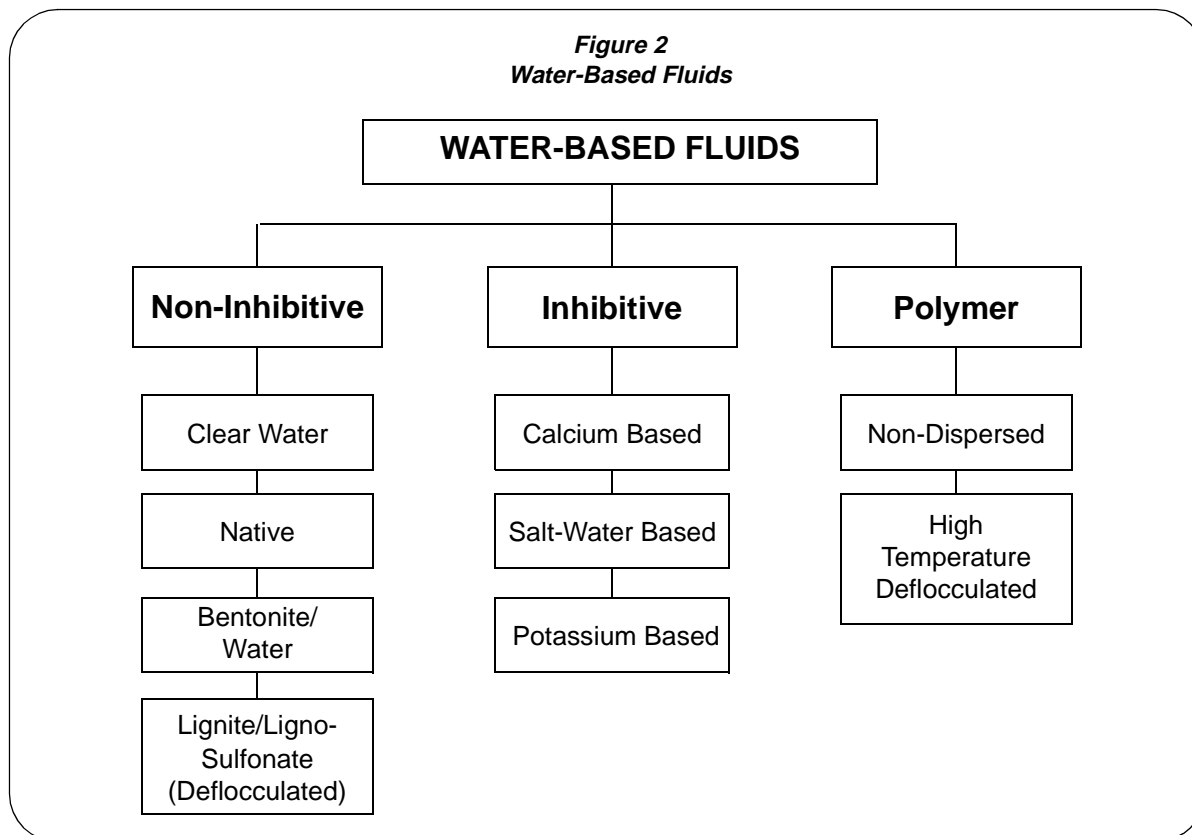 Figure 2
Water-Based Fluids
WATER-BASED FLUIDS
Non-Inhibitive
Inhibitive
Polymer
Clear Water
Calcium Based
Non-Dispersed
Native
Salt-Water Based
High
Temperature
Deflocculated
Bentonite/
Water
Potassium Based
Lignite/Ligno-
Sulfonate
(Deflocculated)